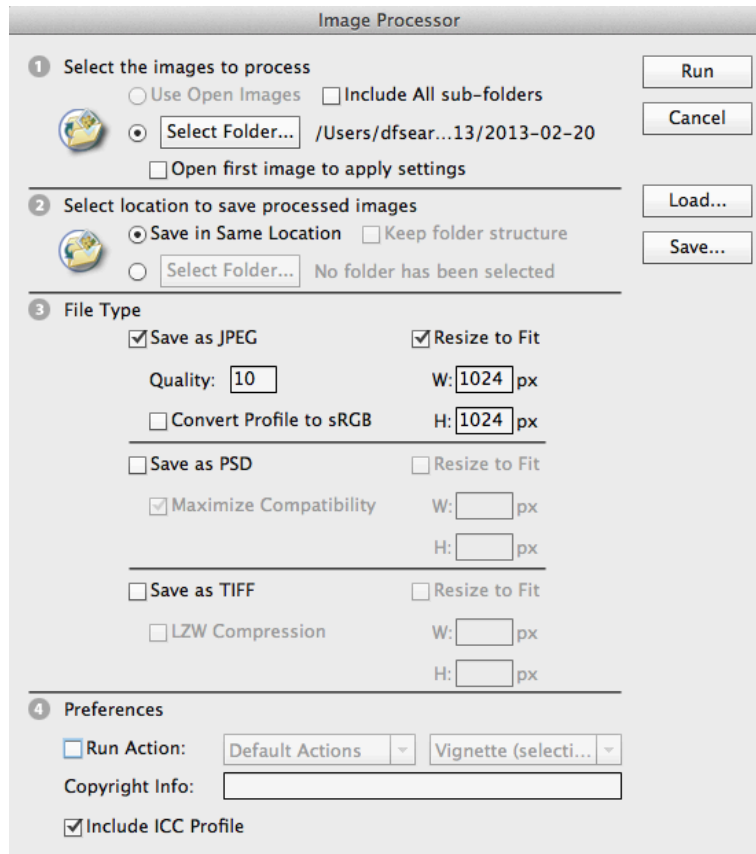 Image Processor
1 Select the images to process
Use Open Images Include All sub-folders
Select Folder... /Users/dfsear...13/2013-02-20
Open first image to apply settings
Run
Cancel
2 Select location to save processed images
Save in Same Location Keep folder structure
Select Folder... No folder has been selected
Load...
Save...
3 File Type
Save as JPEG Resize to Fit
Quality: 10 W: 1024 px
Convert Profile to sRGB H: 1024 px
Save as PSD Resize to Fit
Maximize Compatibility W: px
H: px
Save as TIFF Resize to Fit
LZW Compression W: px
H: px
4 Preferences
Run Action: Default Actions Vignette (selecti...
Copyright Info:
Include ICC Profile